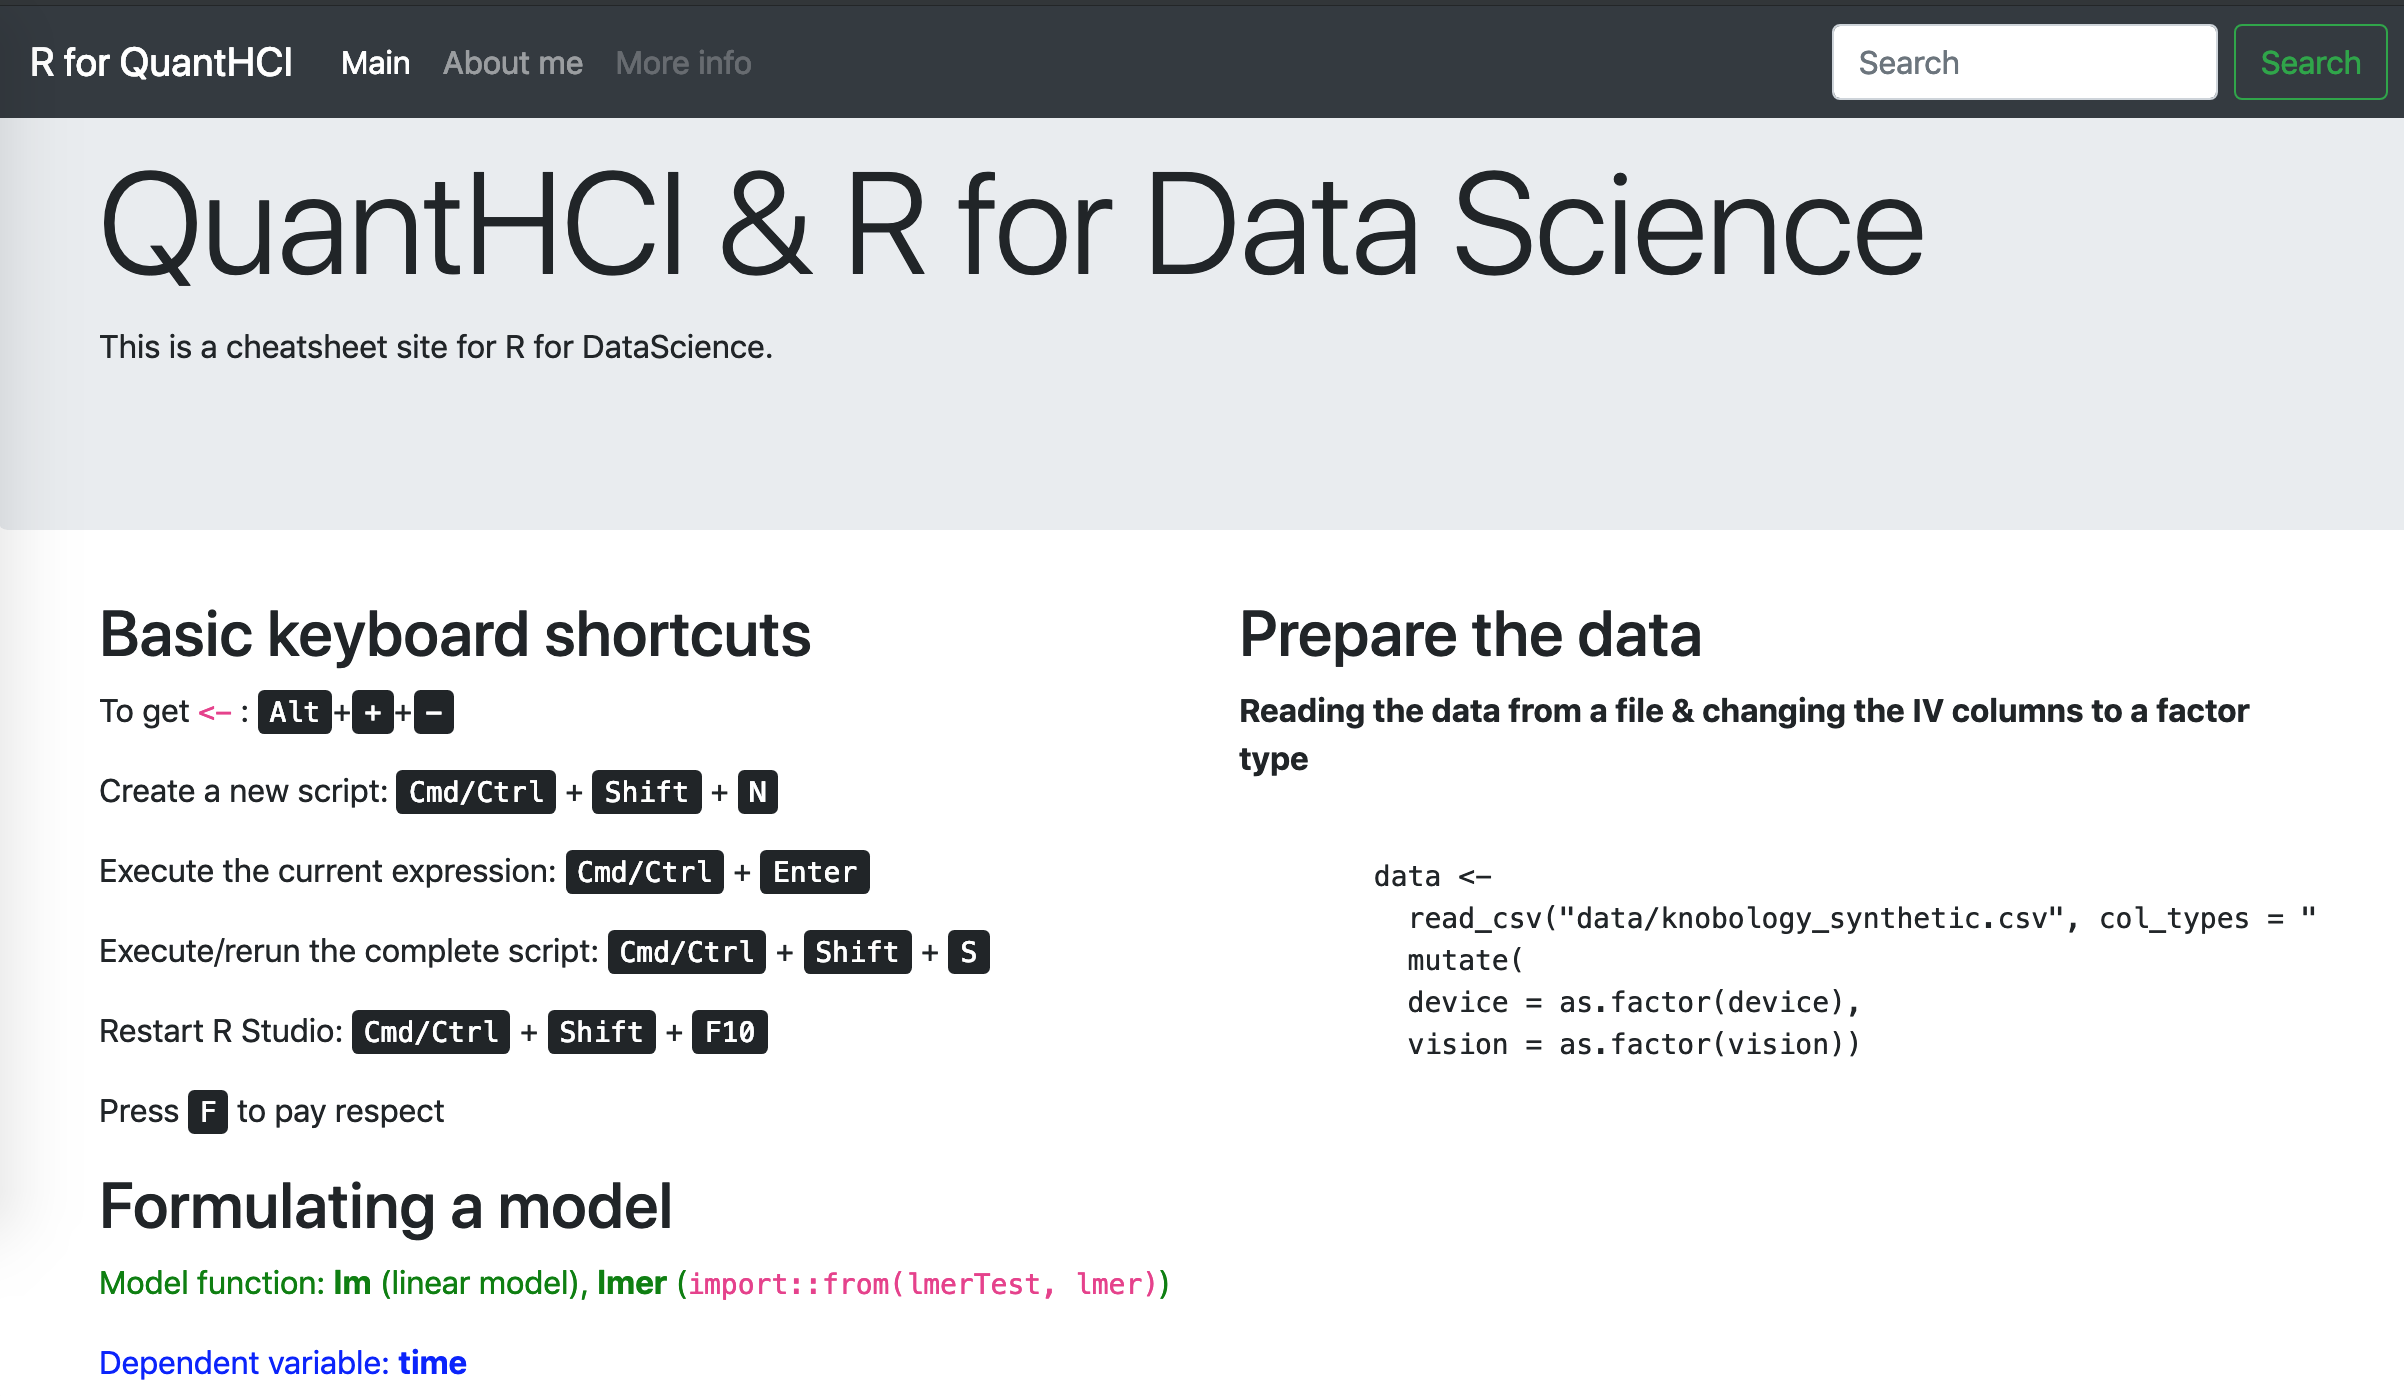 R for QuantHCI Main About me More info Search Search
QuantHCI & R for Data Science
This is a cheatsheet site for R for DataScience.
Basic keyboard shortcuts
To get <- : Alt+++-
Create a new script: Cmd/Ctrl + Shift + N
Execute the current expression: Cmd/Ctrl + Enter
Execute/rerun the complete script: Cmd/Ctrl + Shift + S
Restart R Studio: Cmd/Ctrl + Shift + F10
Press F to pay respect
Formulating a model
Model function: lm (linear model), lmer (import::from(lmerTest, lmer))
Dependent variable: time
Prepare the data
Reading the data from a file & changing the IV columns to a factor
type
data <-
read_csv("data/knobology_synthetic.csv", col_types = "
mutate(
device = as.factor(device),
vision = as.factor(vision))